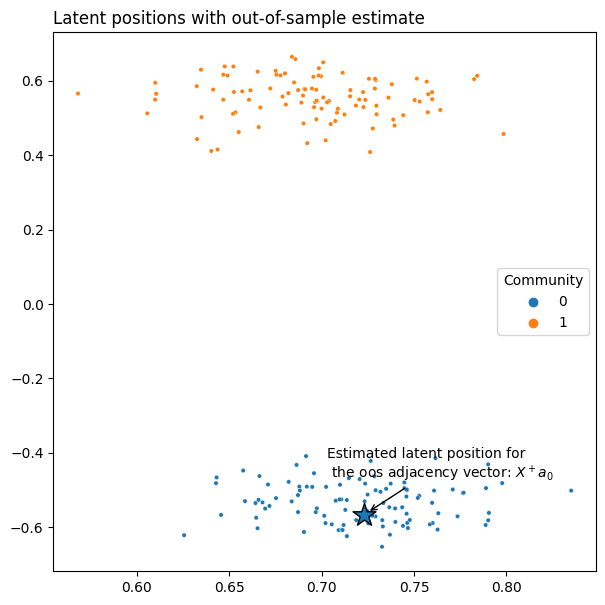 Latent positions with out-of-sample estimate
0.6
0.4
0.2
0.0
−0.2
−0.4
−0.6
Community
0
1
Estimated latent position for
the oos adjacency vector: $X^+a_0$
0.60 0.65 0.70 0.75 0.80